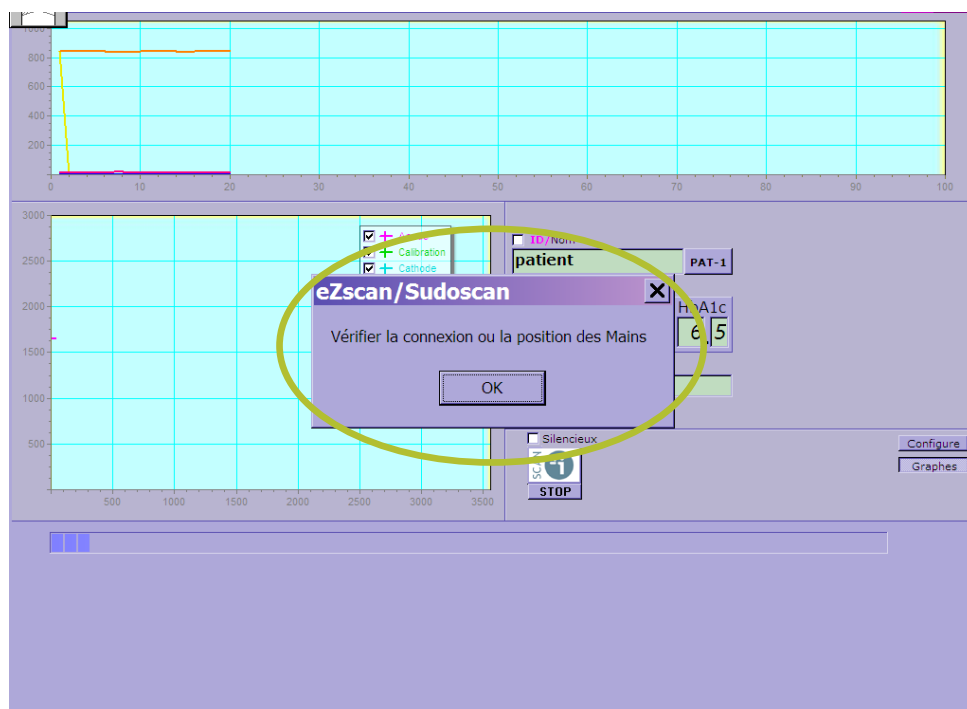 1000
800
600
400
200
0 10 20 30 40 50 60 70 80 90 100
3000
2500
2000
1500
1000
500
500 1000 1500 2000 2500 3000 3500
Calibration
Cathode
ID/Nom
patient
PAT-1
eZscan/Sudoscan
Vérifier la connexion ou la position des Mains
OK
HbA1c
6,5
Silencieux
SCAN
STOP
Configure
Graphes